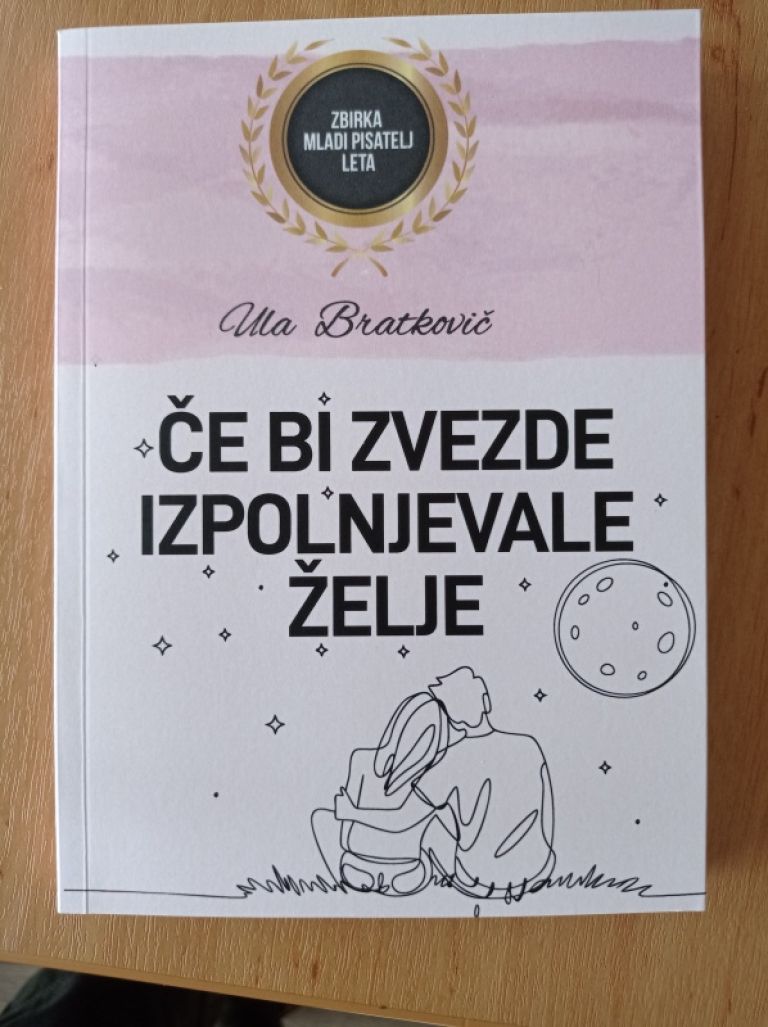 ZBIRKA
MLADI PISATELJ
LETA
Ula Bratkovič
ČE BI ZVEZDE
IZPOLNJEVALE
ŽELJE